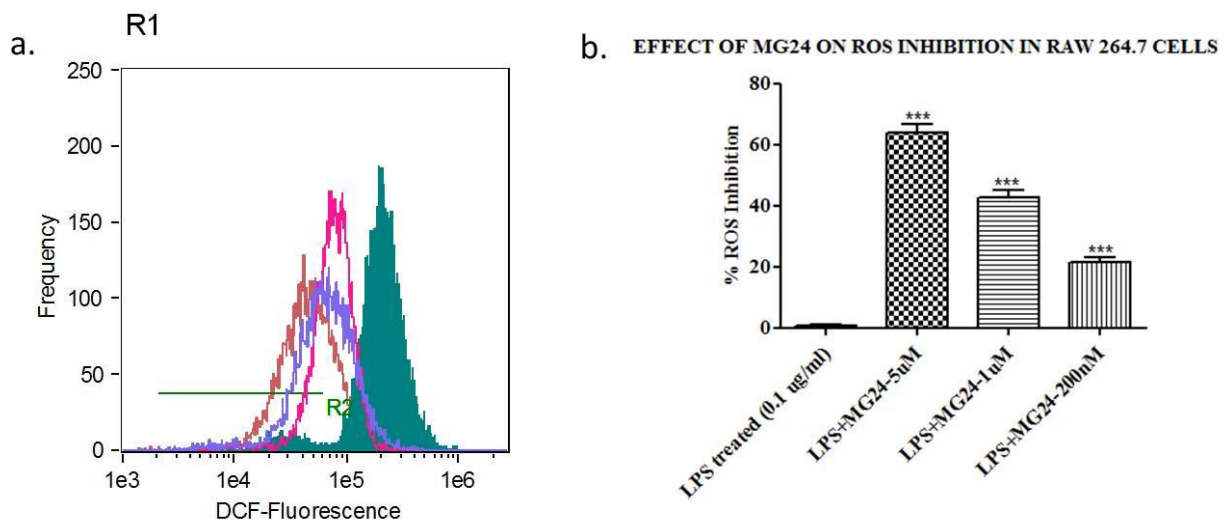 a.
R1
250
200
150
100
50
0
Frequency
R2
1e3 1e4 1e5 1e6
DCF-Fluorescence
b.
EFFECT OF MG24 ON ROS INHIBITION IN RAW 264.7 CELLS
80
60
40
20
0
% ROS Inhibition
***
***
***
LPS treated (0.1 ug/ml)
LPS+MG24-5uM
LPS+MG24-1uM
LPS+MG24-200nM